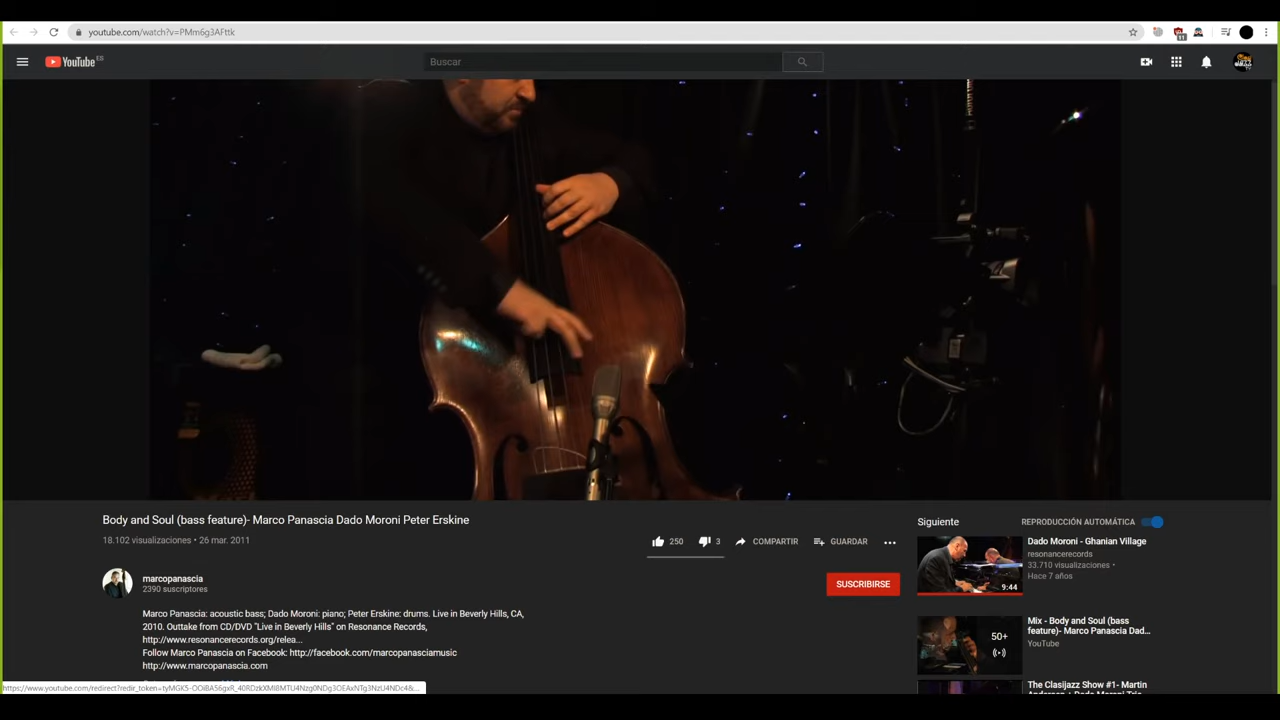 youtube.com/watch?v=PMm6g3AFttk
YouTube ES
Buscar
Body and Soul (bass feature)- Marco Panascia Dado Moroni Peter Erskine
18.102 visualizaciones • 26 mar. 2011
250
3
COMPARTIR
GUARDAR
marcopanascia
2390 suscriptores
SUSCRIBIRSE
Marco Panascia: acoustic bass; Dado Moroni: piano; Peter Erskine: drums. Live in Beverly Hills, CA,
2010. Outtake from CD/DVD "Live in Beverly Hills" on Resonance Records,
http://www.resonancerecords.org/relea...
Follow Marco Panascia on Facebook: http://facebook.com/marcopanasciamusic
http://www.marcopanascia.com
Siguiente
REPRODUCCIÓN AUTOMÁTICA
Dado Moroni - Ghanian Village
resonancerecords
33.710 visualizaciones •
Hace 7 años
9:44
Mix - Body and Soul (bass
feature)- Marco Panascia Dad...
YouTube
50+
The Clasijazz Show #1- Martin